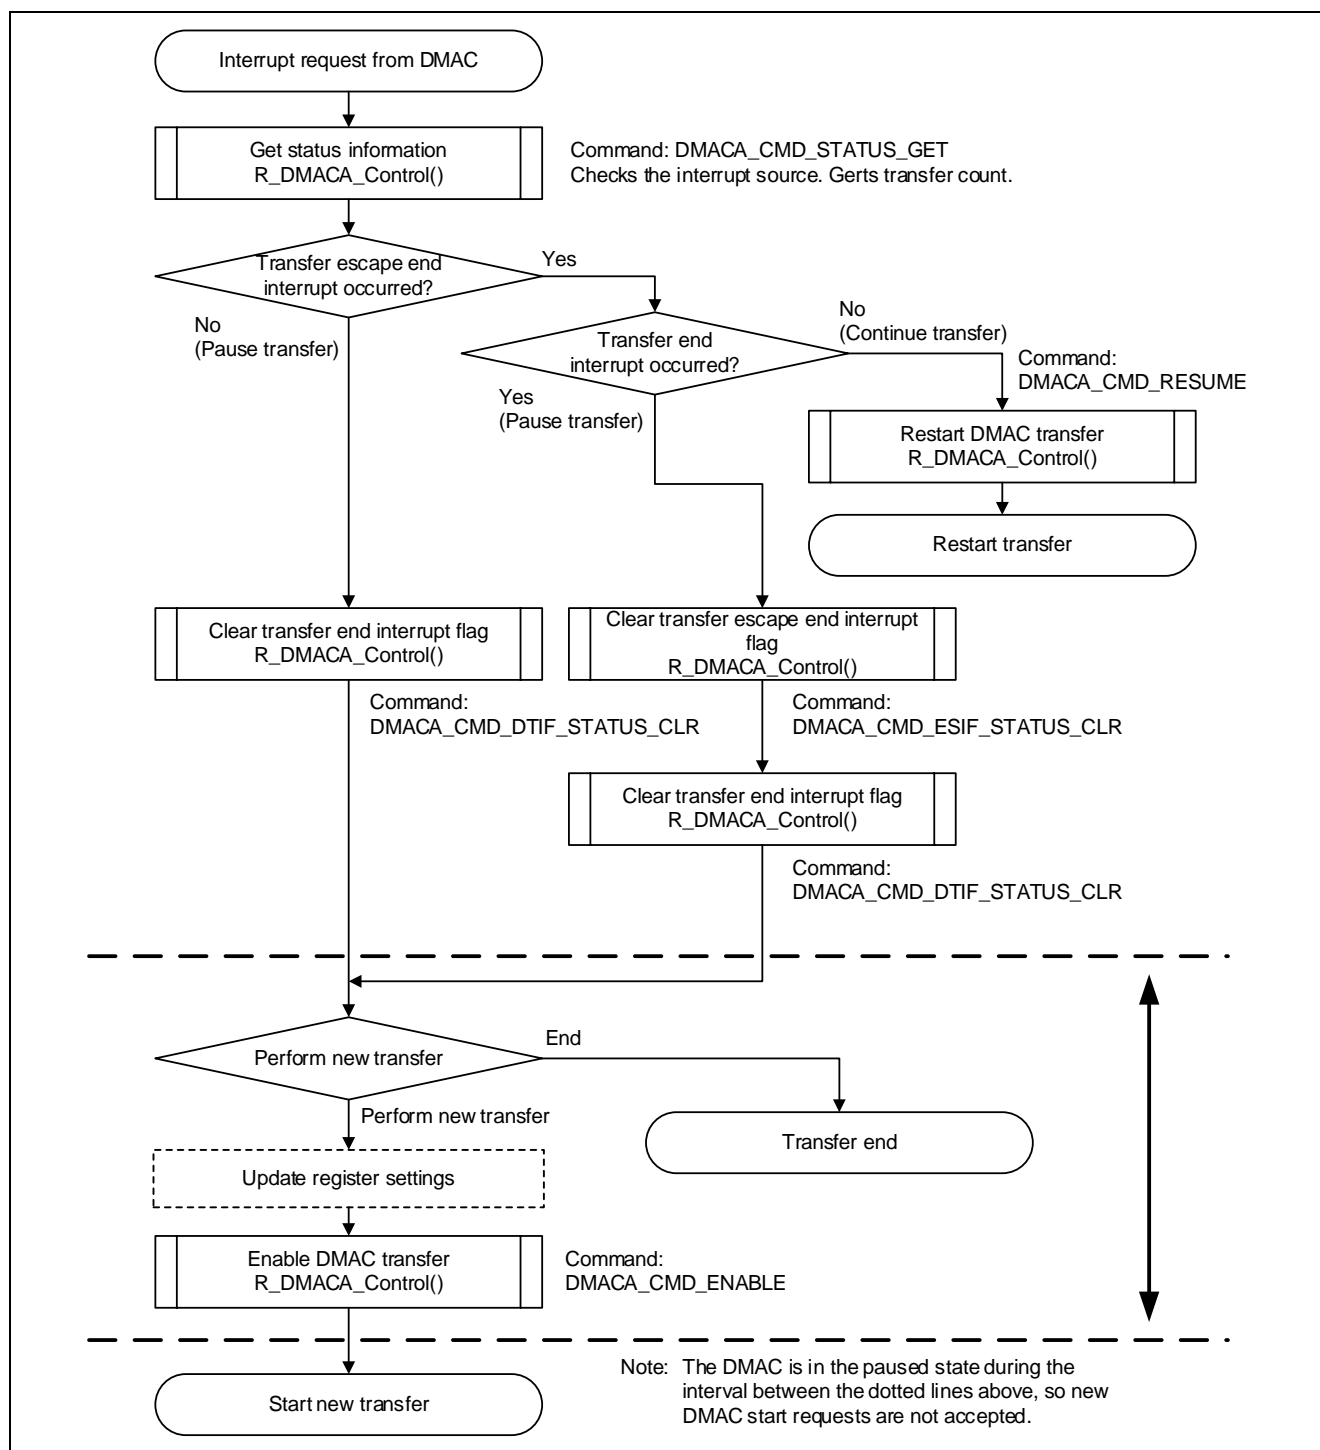 Interrupt request from DMAC
Get status information
R_DMACA_Control()
Command: DMACA_CMD_STATUS_GET
Checks the interrupt source. Gerts transfer count.
Transfer escape end
interrupt occurred?
Yes
No
(Pause transfer)
Transfer end
interrupt occurred?
No
(Continue transfer)
Command:
DMACA_CMD_RESUME
Yes
(Pause transfer)
Restart DMAC transfer
R_DMACA_Control()
Restart transfer
Clear transfer end interrupt flag
R_DMACA_Control()
Clear transfer escape end interrupt
flag
R_DMACA_Control()
Command:
DMACA_CMD_DTIF_STATUS_CLR
Command:
DMACA_CMD_ESIF_STATUS_CLR
Clear transfer end interrupt flag
R_DMACA_Control()
Command:
DMACA_CMD_DTIF_STATUS_CLR
Perform new transfer
End
Perform new transfer
Transfer end
Update register settings
Enable DMAC transfer
R_DMACA_Control()
Command:
DMACA_CMD_ENABLE
Start new transfer
Note: The DMAC is in the paused state during the
interval between the dotted lines above, so new
DMAC start requests are not accepted.